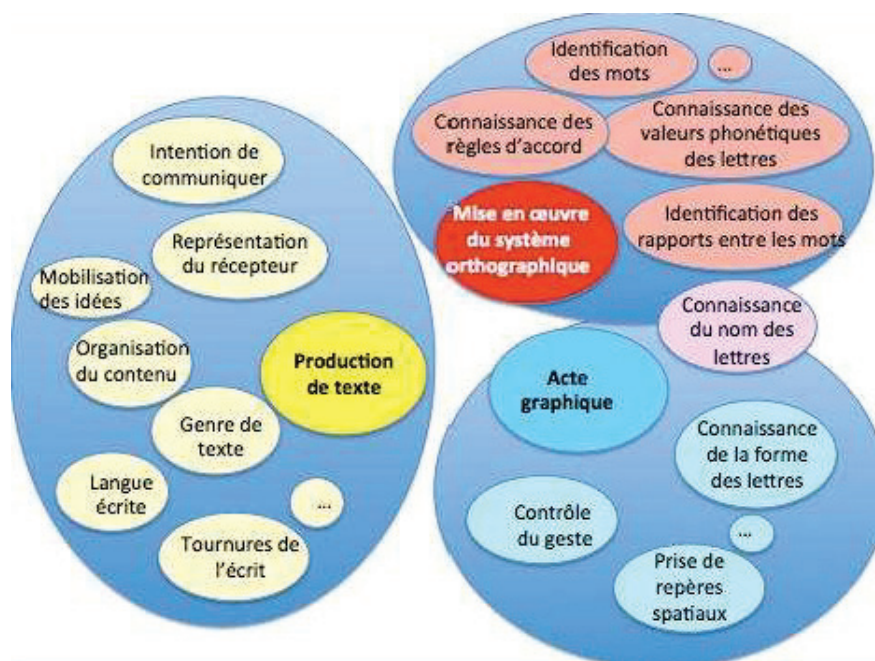 Intention de
communiquer
Représentation
du récepteur
Mobilisation
des idées
Organisation
du contenu
Production
de texte
Genre de
texte
Langue
écrite
...
Tournures de
l'écrit
Identification
des mots
...
Connaissance des
règles d'accord
Connaissance des
valeurs phonétiques
des lettres
Mise en œuvre
du système
orthographique
Identification des
rapports entre les mots
Connaissance
du nom des
lettres
Acte
graphique
Connaissance
de la forme
des lettres
Contrôle
du geste
...
Prise de
repères
spatiaux